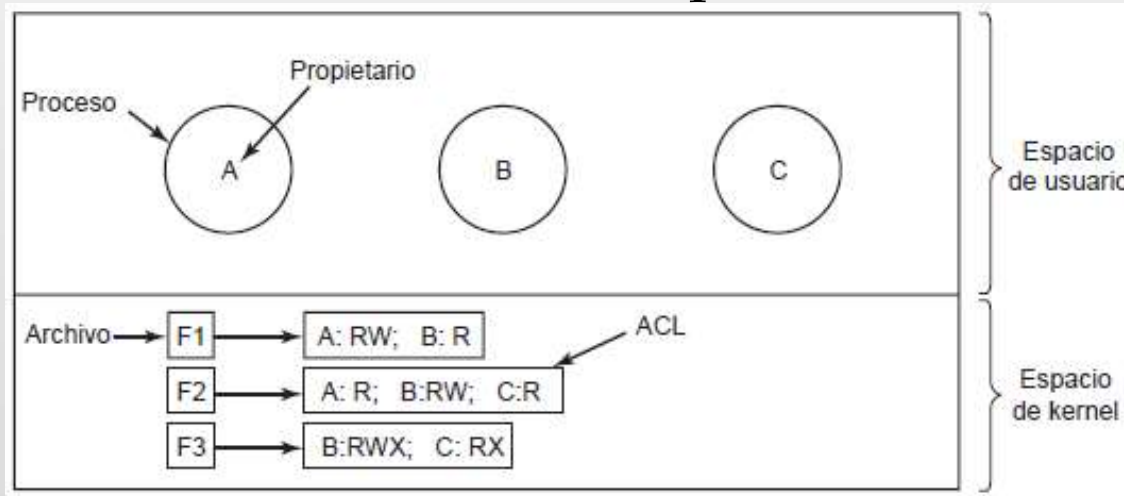 Propietario
Proceso
A
B
C
Espacio
de usuario
Archivo
F1
A: RW; B: R
ACL
F2
A: R; B:RW; C:R
F3
B:RWX; C: RX
Espacio
de kernel